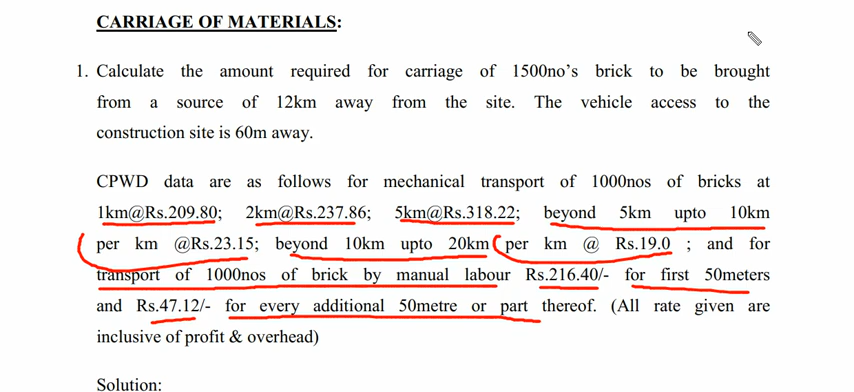 CARRIAGE OF MATERIALS:
1. Calculate the amount required for carriage of 1500no's brick to be brought
from a source of 12km away from the site. The vehicle access to the
construction site is 60m away.
CPWD data are as follows for mechanical transport of 1000nos of bricks at
1km@Rs.209.80; 2km@Rs.237.86; 5km@Rs.318.22; beyond 5km upto 10km
per km @Rs.23.15; beyond 10km upto 20km per km @ Rs.19.0 ; and for
transport of 1000nos of brick by manual labour Rs.216.40/- for first 50meters
and Rs.47.12/- for every additional 50metre or part thereof. (All rate given are
inclusive of profit & overhead)
Solution: